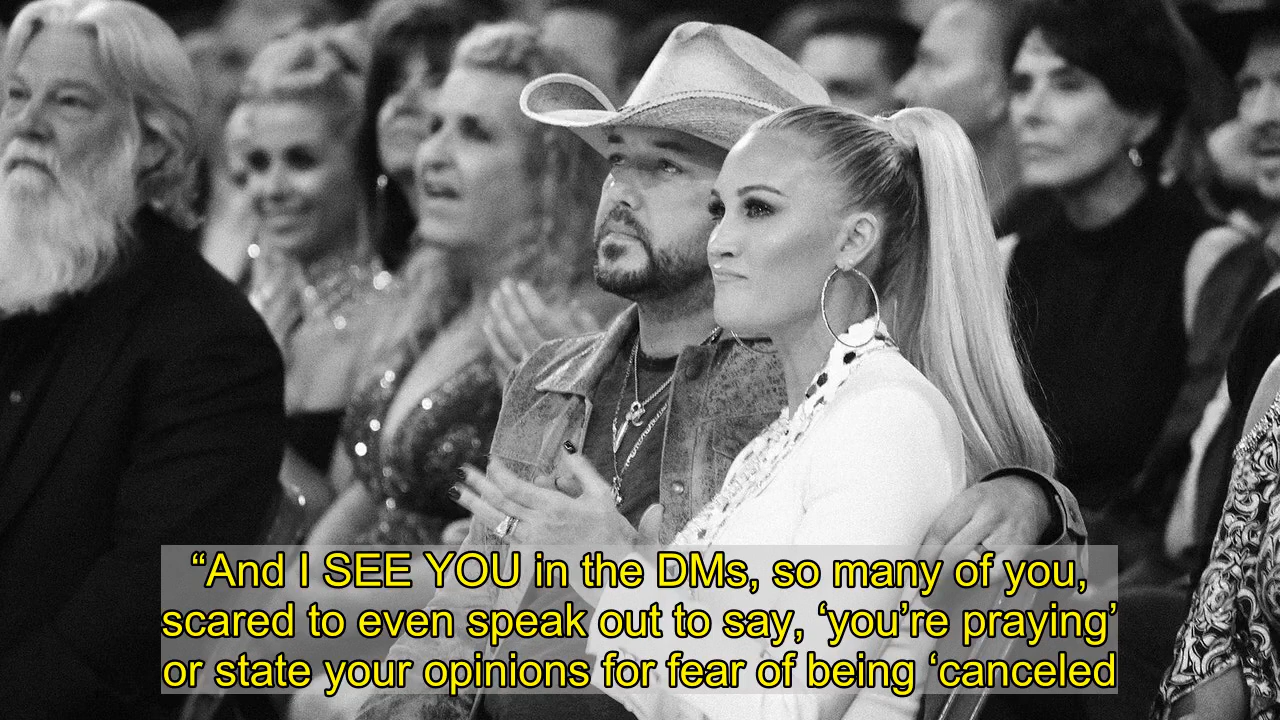 “And I SEE YOU in the DMs, so many of you,
scared to even speak out to say, ‘you’re praying’
or state your opinions for fear of being ‘canceled